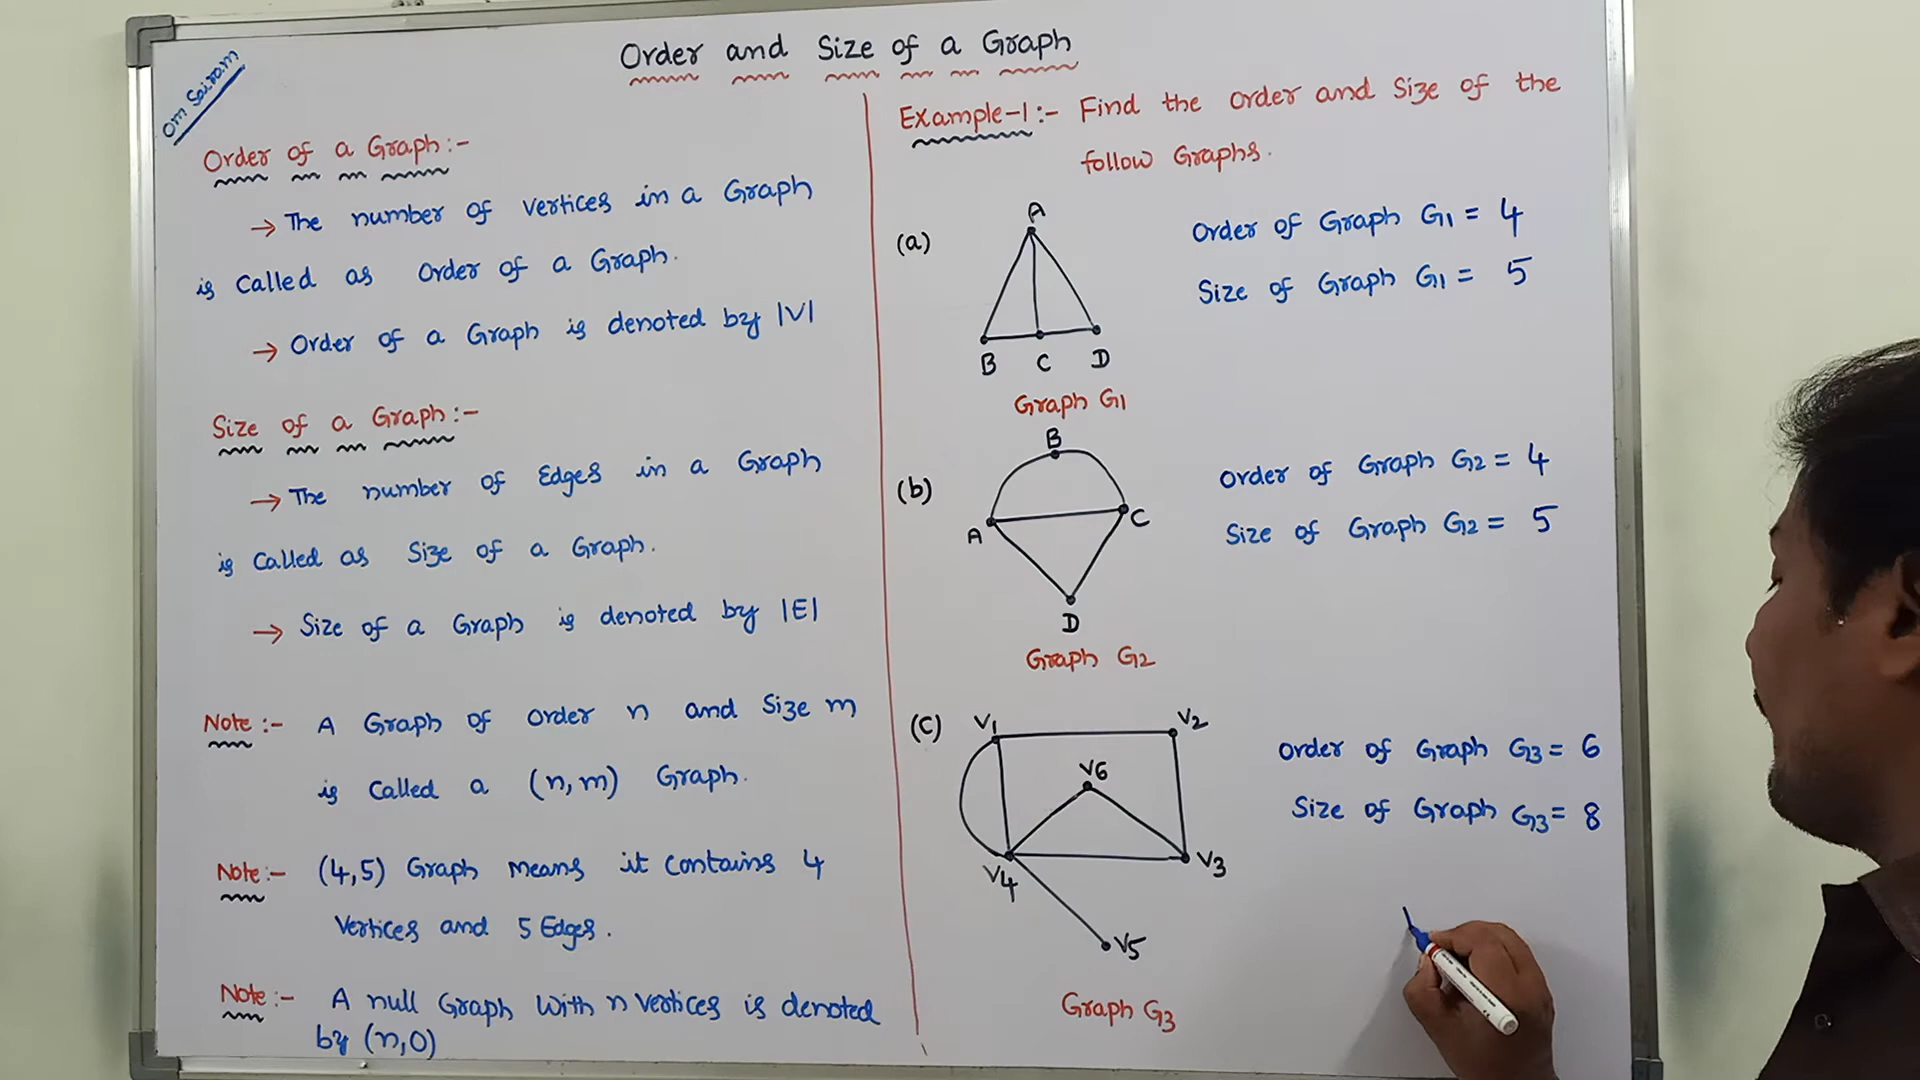 Order and Size of a Graph
Om Sairam
Order of a Graph:-
→ The number of vertices in a Graph
is called as order of a Graph.
→ Order of a Graph is denoted by |V|
Size of a Graph:-
→ The number of Edges in a Graph
is called as Size of a Graph.
→ Size of a Graph is denoted by |E|
Note:- A Graph of order n and Size m
is called a (n,m) Graph.
Note:- (4,5) Graph means it contains 4
Vertices and 5 Edges.
Note:- A null Graph with n vertices is denoted
by (n,0)
Example-1:- Find the order and Size of the
follow Graphs.
(a)
A
B C D
Graph G1
Order of Graph G1 = 4
Size of Graph G1 = 5
(b)
B
A
C
D
Graph G2
Order of Graph G2 = 4
Size of Graph G2 = 5
(C)
V1
V2
V6
V4
V3
V5
Graph G3
Order of Graph G3 = 6
Size of Graph G3 = 8